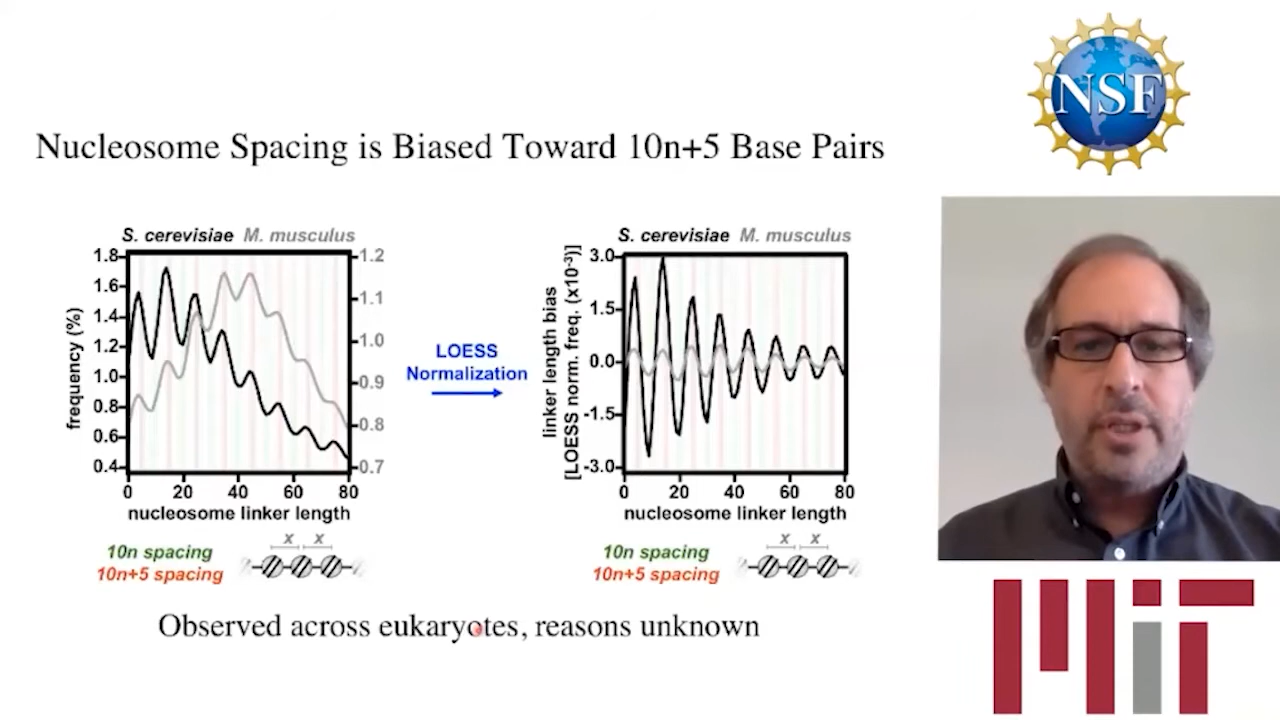 NSF
Nucleosome Spacing is Biased Toward 10n+5 Base Pairs
S. cerevisiae M. musculus
1.8
1.6
1.4
1.2
1.0
0.8
0.6
0.4
frequency (%)
1.2
1.1
1.0
0.9
0.8
0.7
0 20 40 60 80
nucleosome linker length
10n spacing
10n+5 spacing
x x
LOESS
Normalization
S. cerevisiae M. musculus
3.0
1.5
0.0
-1.5
-3.0
linker length bias
[LOESS norm. freq. (x10-3)]
0 20 40 60 80
nucleosome linker length
10n spacing
10n+5 spacing
x x
Observed across eukaryotes, reasons unknown
MIT